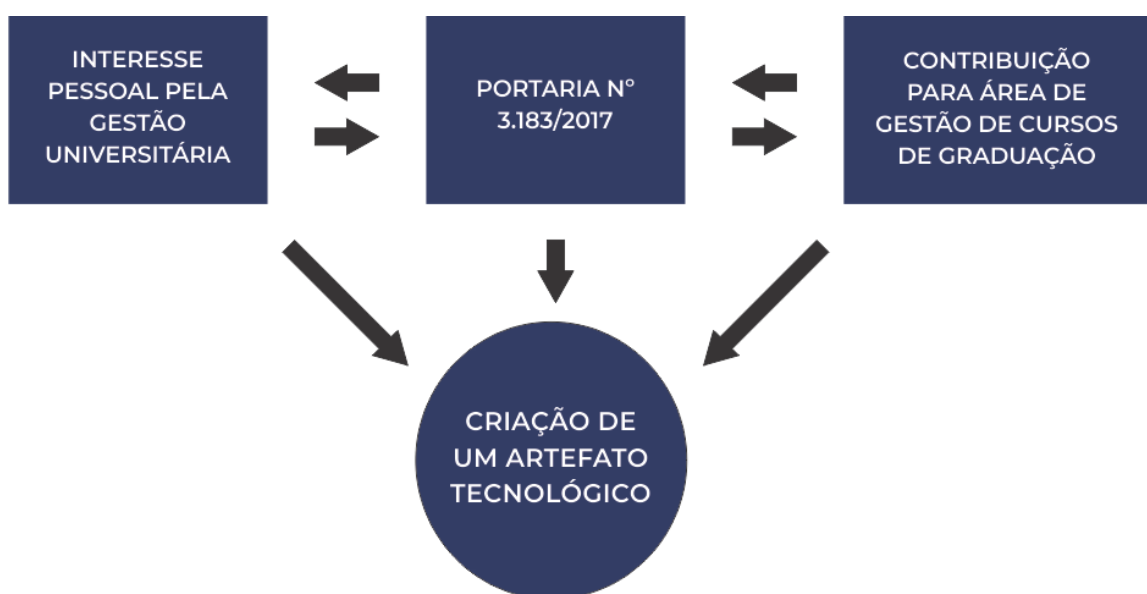 INTERESSE
PESSOAL PELA
GESTÃO
UNIVERSITÁRIA
PORTARIA Nº
3.183/2017
CONTRIBUIÇÃO
PARA ÁREA DE
GESTÃO DE CURSOS
DE GRADUAÇÃO
CRIAÇÃO DE
UM ARTEFATO
TECNOLÓGICO